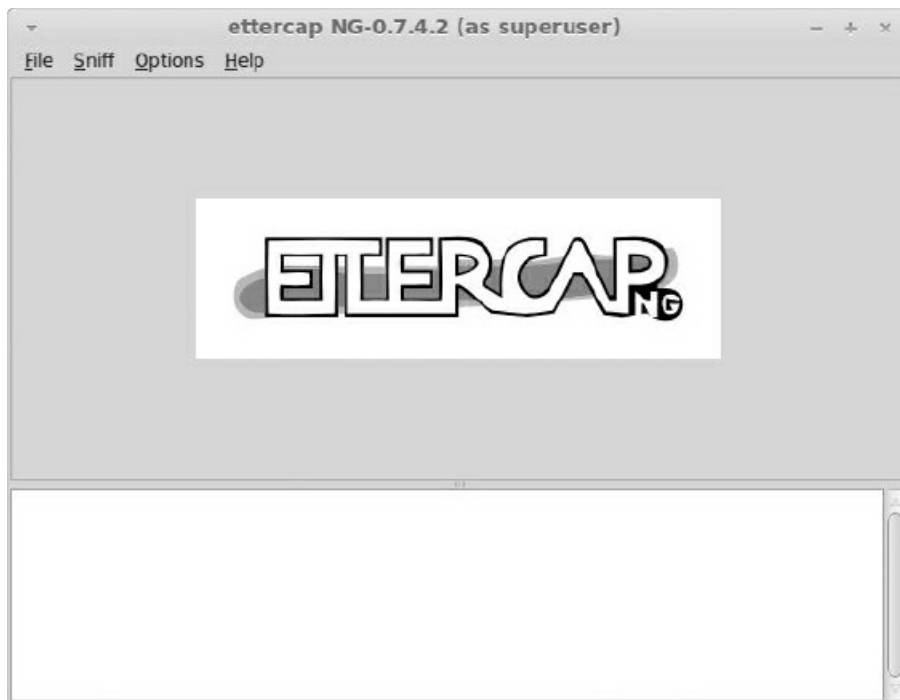 ettercap NG-0.7.4.2 (as superuser)
File Sniff Options Help
ETTERCAP
NG